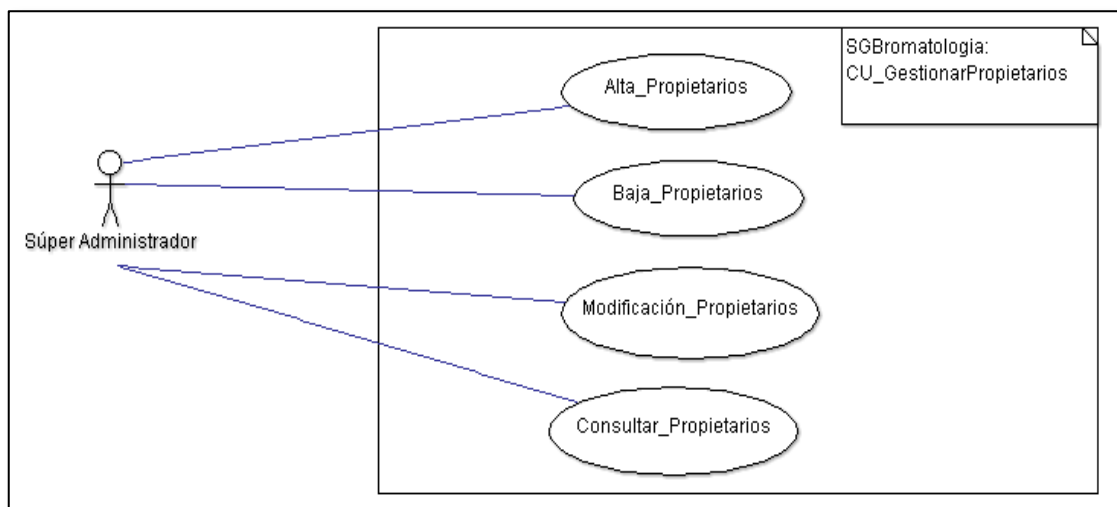 SGBromatologia:
CU_GestionarPropietarios
Alta_Propietarios
Baja_Propietarios
Súper Administrador
Modificación_Propietarios
Consultar_Propietarios